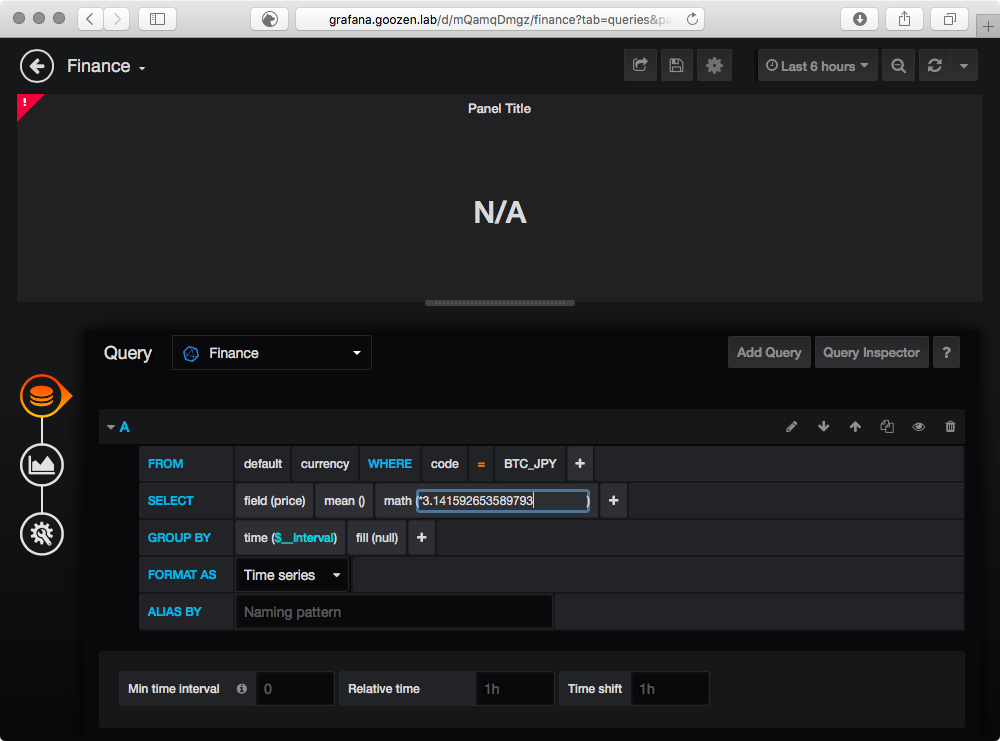 grafana.goozen.lab/d/mQamqDmgz/finance?tab=queries&pa
Finance
Last 6 hours
!
Panel Title
N/A
Query
Finance
Add Query
Query Inspector
?
A
FROM default currency WHERE code = BTC_JPY +
SELECT field (price) mean () math (*3.141592653589793) +
GROUP BY time ($__interval) fill (null) +
FORMAT AS Time series
ALIAS BY Naming pattern
Min time interval 0 Relative time 1h Time shift 1h